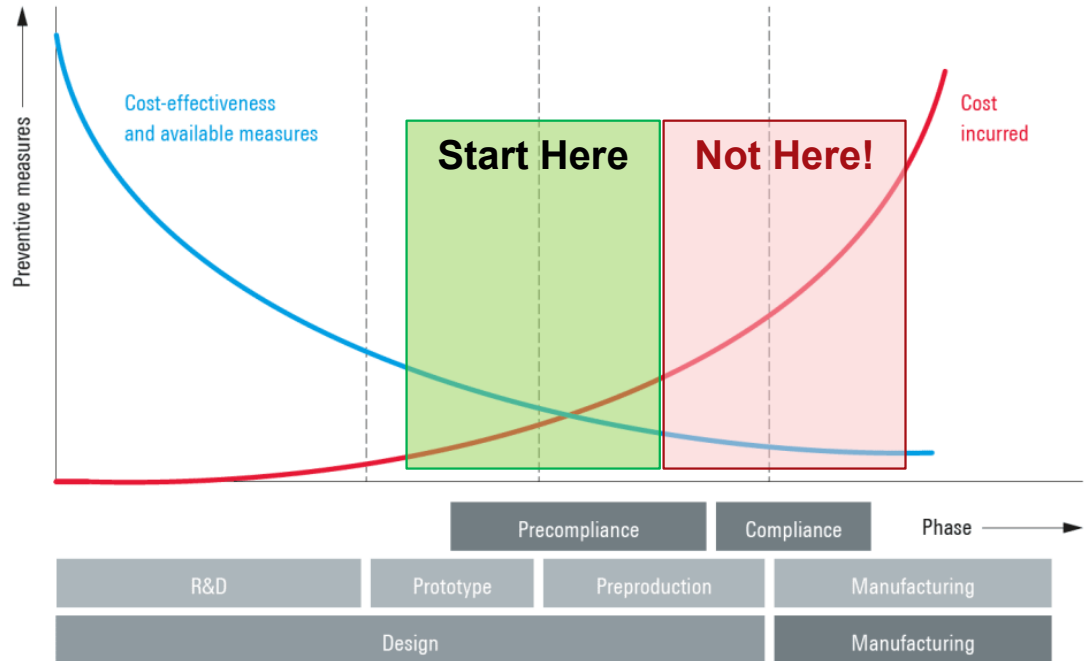 Preventive measures
Cost-effectiveness
and available measures
Start Here
Not Here!
Cost
incurred
Precompliance
Compliance
Phase
R&D
Prototype
Preproduction
Manufacturing
Design
Manufacturing